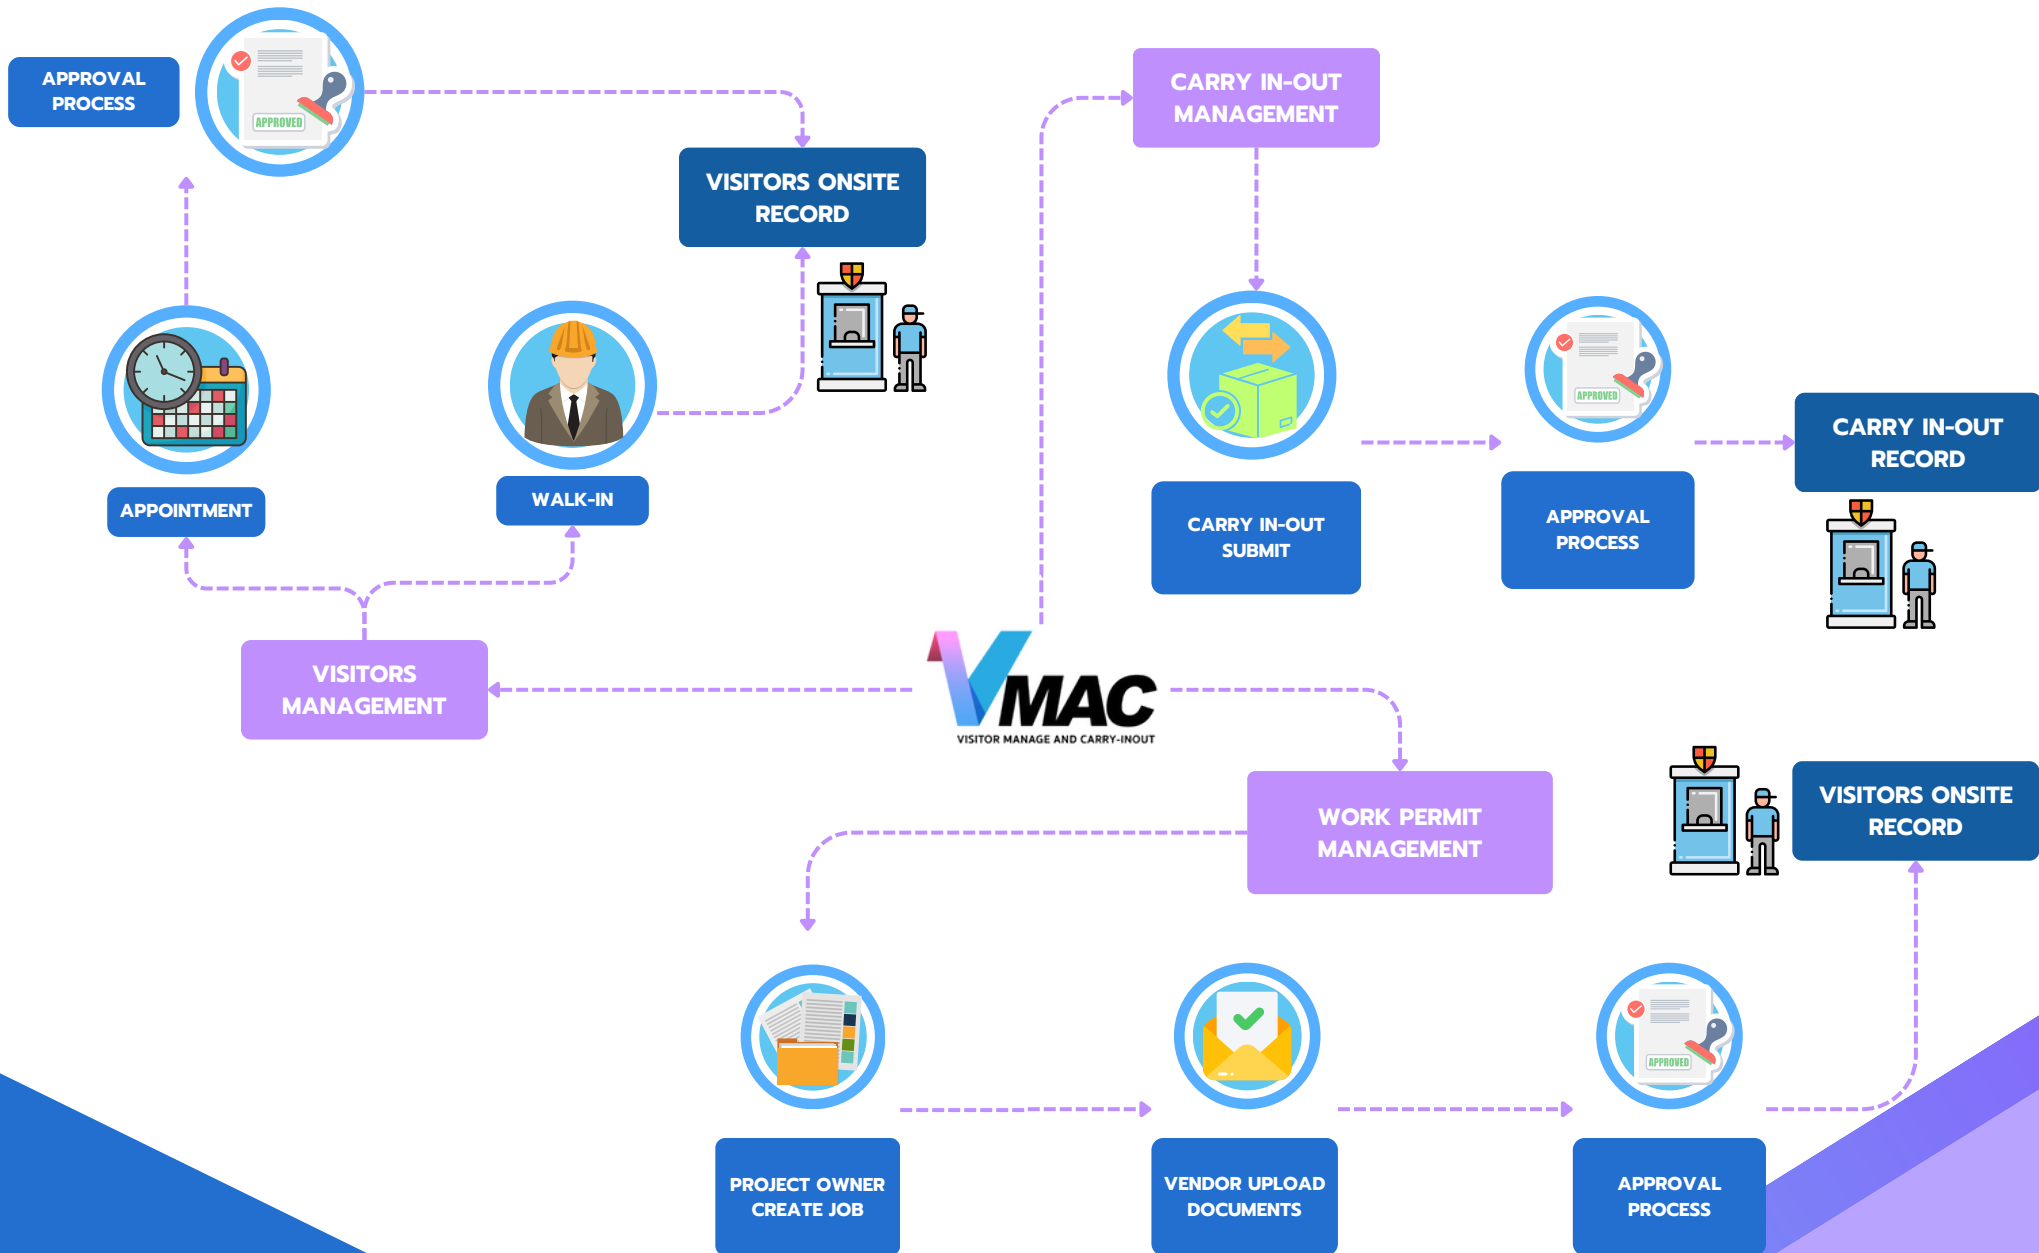 APPROVAL
PROCESS
APPROVED
CARRY IN-OUT
MANAGEMENT
VISITORS ONSITE
RECORD
APPOINTMENT
WALK-IN
CARRY IN-OUT
SUBMIT
APPROVED
APPROVAL
PROCESS
CARRY IN-OUT
RECORD
VISITORS
MANAGEMENT
VMAC
VISITOR MANAGE AND CARRY-INOUT
WORK PERMIT
MANAGEMENT
VISITORS ONSITE
RECORD
PROJECT OWNER
CREATE JOB
VENDOR UPLOAD
DOCUMENTS
APPROVED
APPROVAL
PROCESS